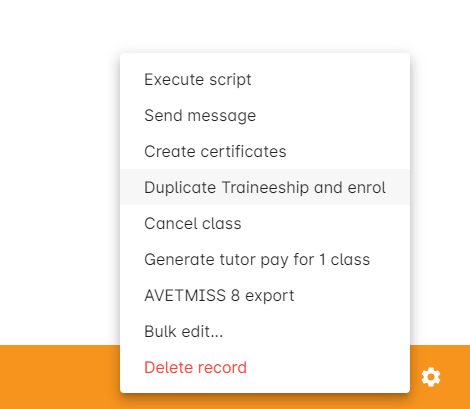 Execute script
Send message
Create certificates
Duplicate Traineeship and enrol
Cancel class
Generate tutor pay for 1 class
AVETMISS 8 export
Bulk edit...
Delete record